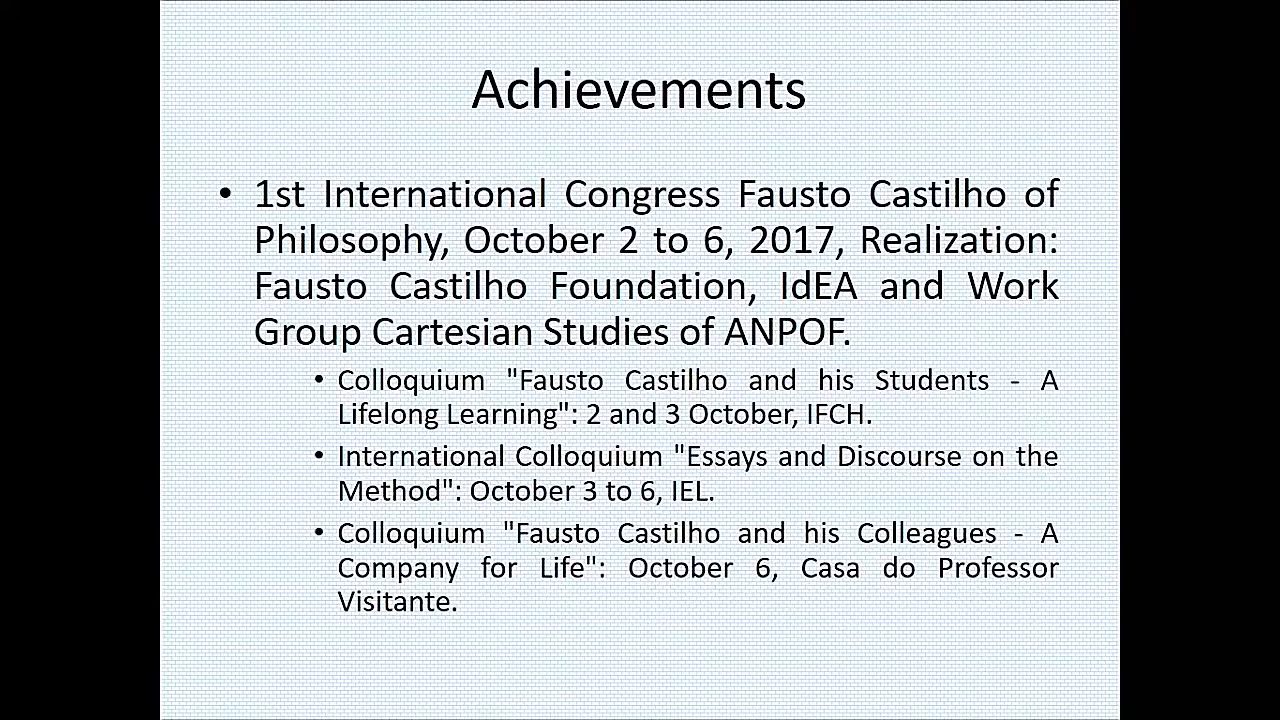 Achievements
• 1st International Congress Fausto Castilho of
Philosophy, October 2 to 6, 2017, Realization:
Fausto Castilho Foundation, IdEA and Work
Group Cartesian Studies of ANPOF.
• Colloquium "Fausto Castilho and his Students - A
Lifelong Learning": 2 and 3 October, IFCH.
• International Colloquium "Essays and Discourse on the
Method": October 3 to 6, IEL.
• Colloquium "Fausto Castilho and his Colleagues - A
Company for Life": October 6, Casa do Professor
Visitante.